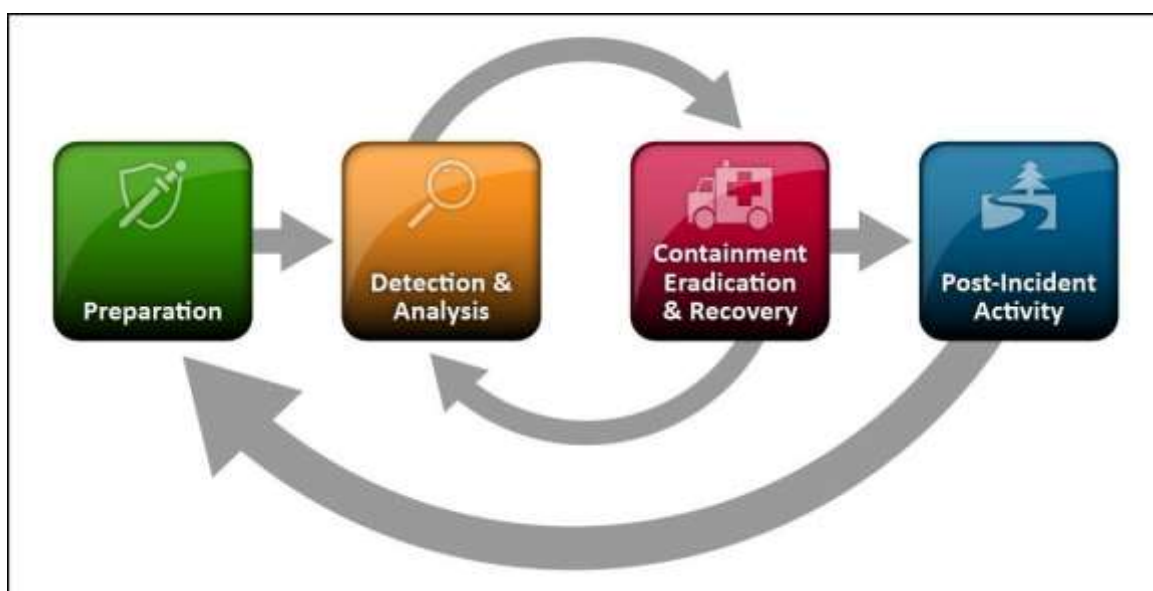 Preparation
Detection &
Analysis
Containment
Eradication
& Recovery
Post-Incident
Activity